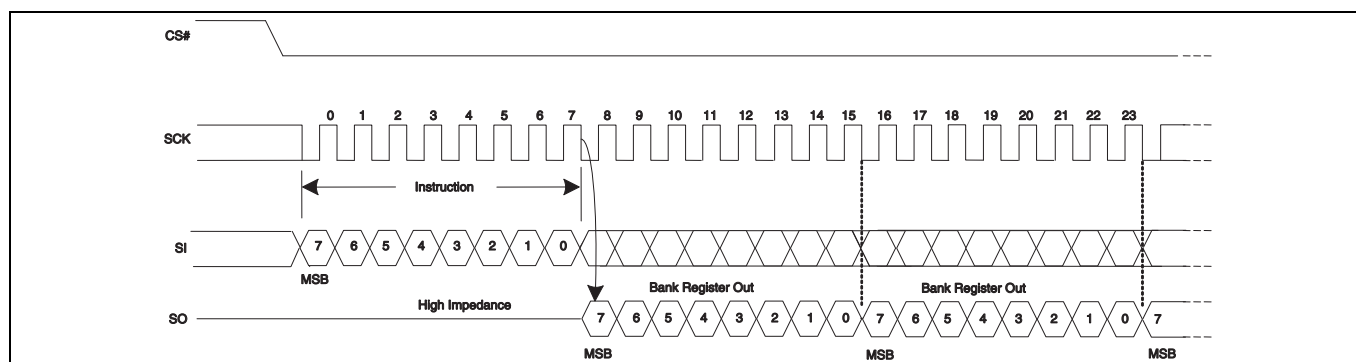 CS#
0 1 2 3 4 5 6 7 8 9 10 11 12 13 14 15 16 17 18 19 20 21 22 23
SCK
Instruction
SI 7 6 5 4 3 2 1 0
MSB
High Impedance Bank Register Out Bank Register Out
SO 7 6 5 4 3 2 1 0 7 6 5 4 3 2 1 0 7
MSB MSB MSB